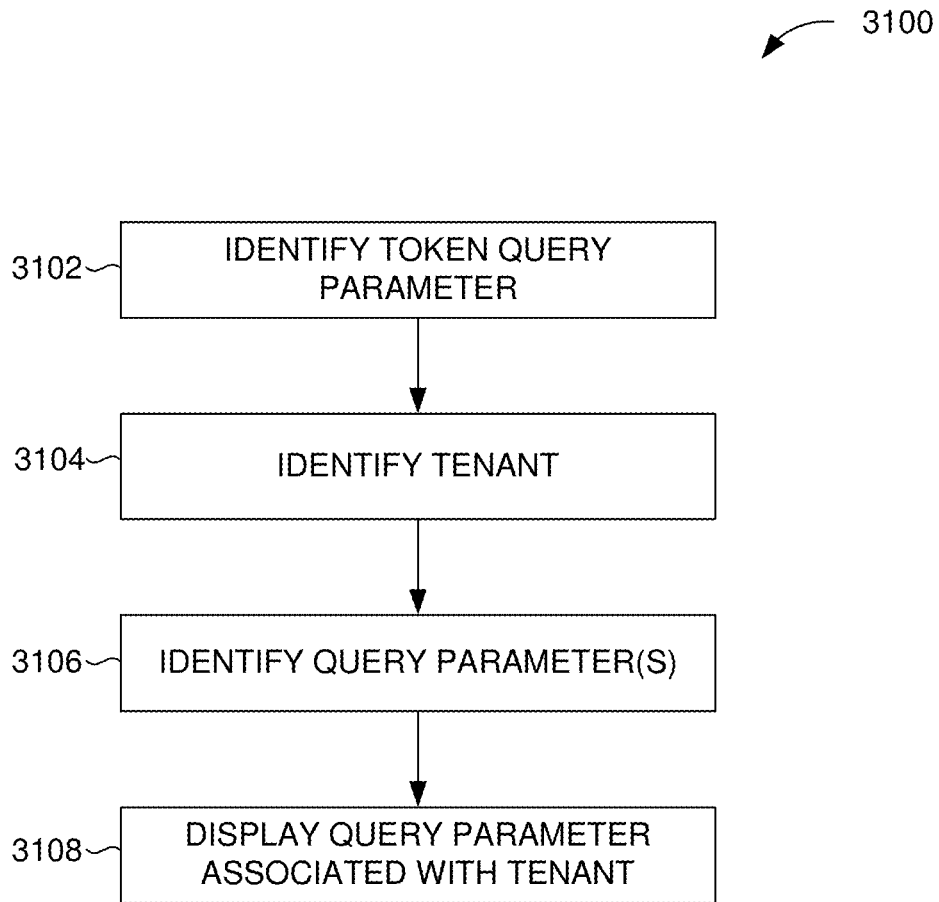 3100
3102
IDENTIFY TOKEN QUERY
PARAMETER
3104
IDENTIFY TENANT
3106
IDENTIFY QUERY PARAMETER(S)
3108
DISPLAY QUERY PARAMETER
ASSOCIATED WITH TENANT